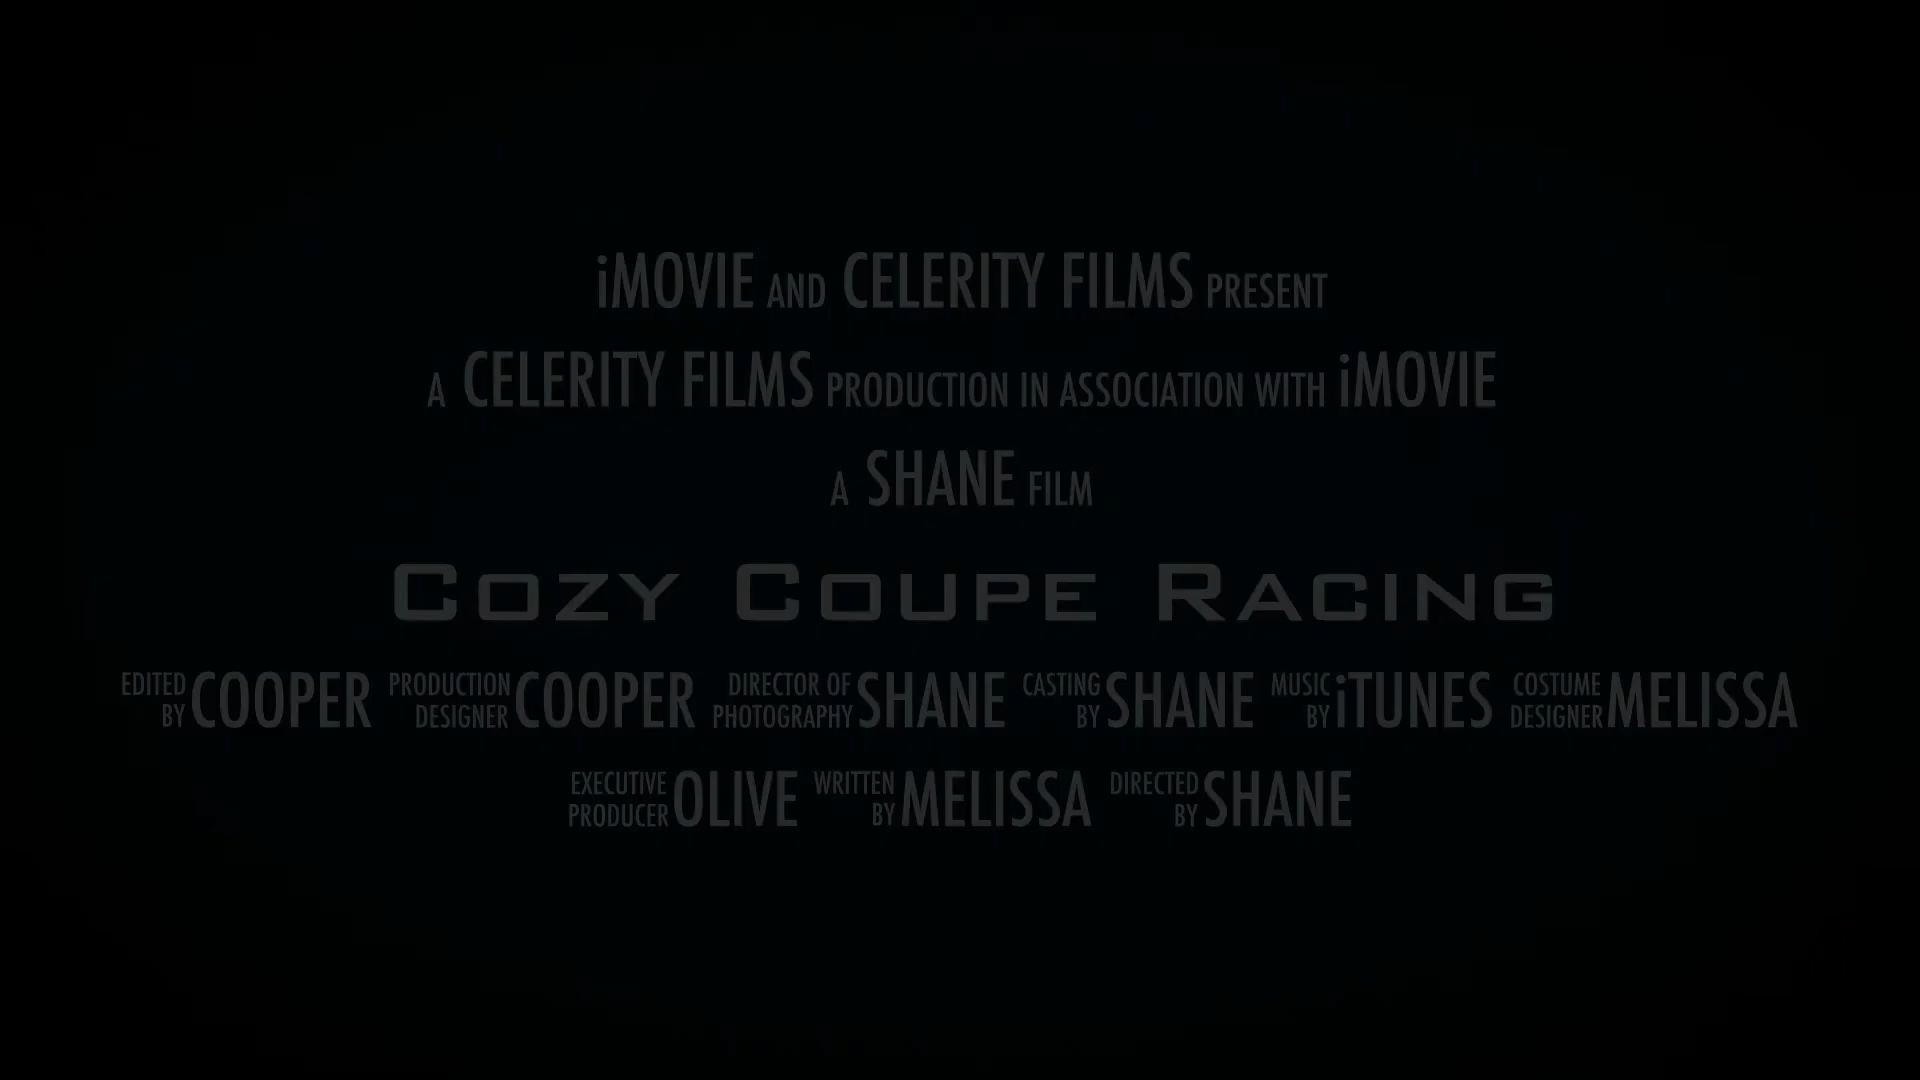 iMOVIE AND CELERITY FILMS PRESENT
A CELERITY FILMS PRODUCTION IN ASSOCIATION WITH iMOVIE
A SHANE FILM
COZY COUPE RACING
EDITED BY COOPER PRODUCTION DESIGNER COOPER DIRECTOR OF PHOTOGRAPHY SHANE CASTING BY SHANE MUSIC BY iTUNES COSTUME DESIGNER MELISSA
EXECUTIVE PRODUCER OLIVE WRITTEN BY MELISSA DIRECTED BY SHANE